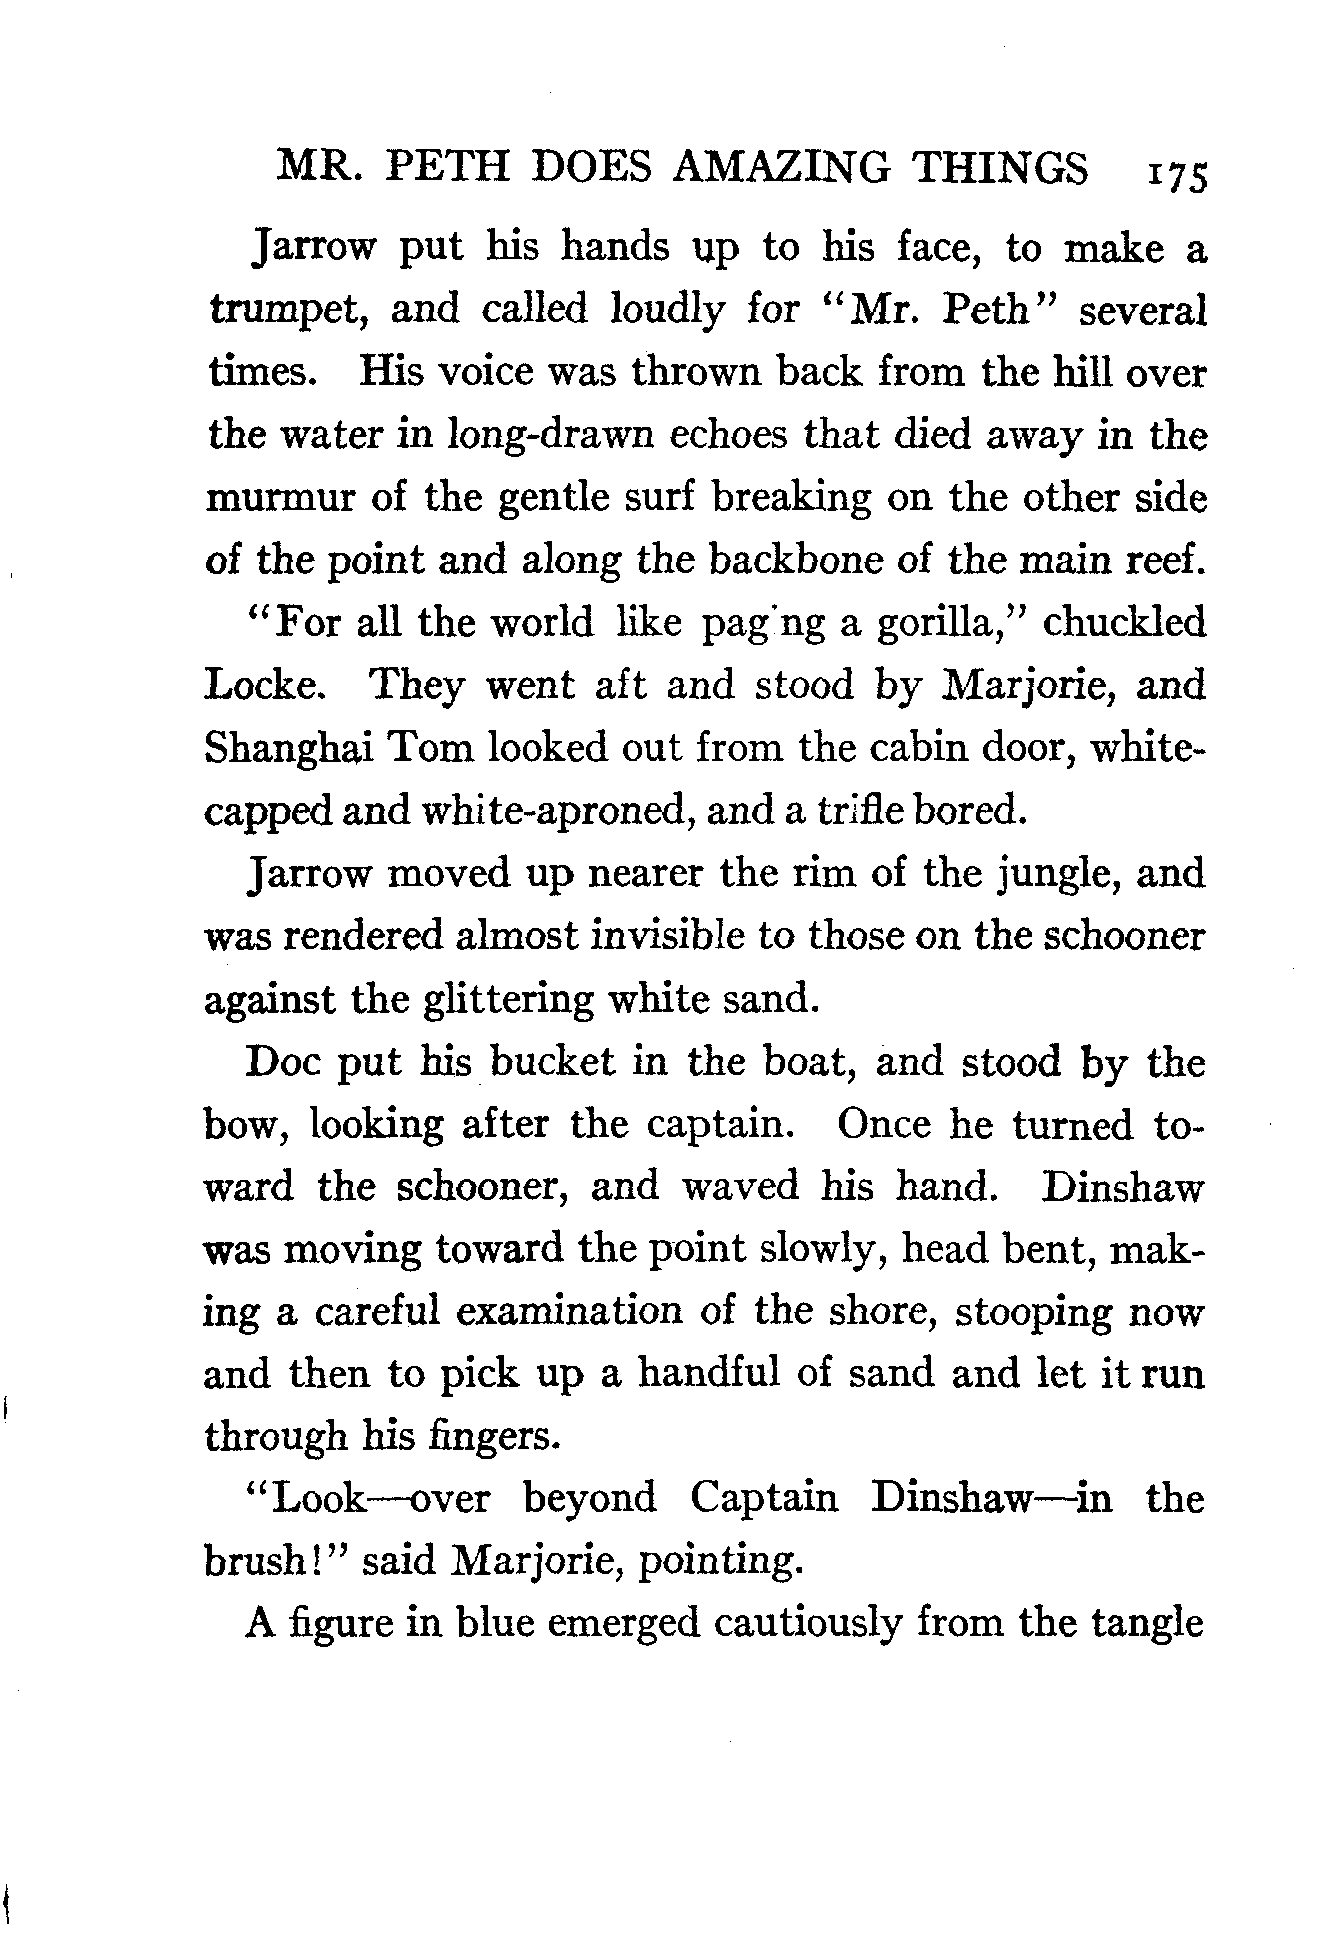 MR. PETH DOES AMAZING THINGS 175
Jarrow put his hands up to his face, to make a
trumpet, and called loudly for “Mr. Peth” several
times. His voice was thrown back from the hill over
the water in long-drawn echoes that died away in the
murmur of the gentle surf breaking on the other side
of the point and along the backbone of the main reef.
“For all the world like pag'ng a gorilla,” chuckled
Locke. They went aft and stood by Marjorie, and
Shanghai Tom looked out from the cabin door, white-
capped and white-aproned, and a trifle bored.
Jarrow moved up nearer the rim of the jungle, and
was rendered almost invisible to those on the schooner
against the glittering white sand.
Doc put his bucket in the boat, and stood by the
bow, looking after the captain. Once he turned to-
ward the schooner, and waved his hand. Dinshaw
was moving toward the point slowly, head bent, mak-
ing a careful examination of the shore, stooping now
and then to pick up a handful of sand and let it run
through his fingers.
“Look—over beyond Captain Dinshaw—in the
brush!” said Marjorie, pointing.
A figure in blue emerged cautiously from the tangle